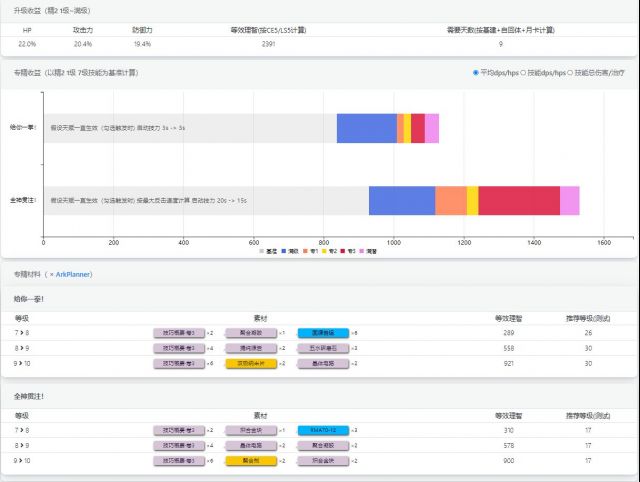 升级收益（精2 1级~满级）
HP 攻击力 防御力 等效理智(按CE5/LS5计算) 需要天数(按基建+自回体+月卡计算)
22.0% 20.4% 19.4% 2391 9
专精收益（以精2 1级 7级技能为基准计算） 平均dps/hps 技能dps/hps 技能总伤害/治疗
给你一拳！ 假设天赋一直生效（勾选触发时) 启动技力 3s -> 3s
全神贯注！ 假设天赋一直生效（勾选触发时) 按最大反击速度计算 启动技力 20s -> 15s
0 200 400 600 800 1000 1200 1400 1600
基准 满级 专1 专2 专3 满潜
专精材料（ × ArkPlanner）
给你一拳！
等级 素材 等效理智 推荐等级(测试)
7 > 8 技巧概要·卷3 ×2 聚合凝胶 ×1 ×6 289 26
8 > 9 技巧概要·卷3 ×4 ×2 五水研磨石 ×3 558 30
9 > 10 技巧概要·卷3 ×6 双极纳米片 ×2 晶体电路 ×2 921 30
全神贯注！
等级 素材 等效理智 推荐等级(测试)
7 > 8 技巧概要·卷3 ×2 炽合金块 ×1 RMA70-12 ×3 310 17
8 > 9 技巧概要·卷3 ×4 晶体电路 ×2 聚合凝胶 ×2 578 17
9 > 10 技巧概要·卷3 ×6 聚合剂 ×2 炽合金块 ×2 900 17